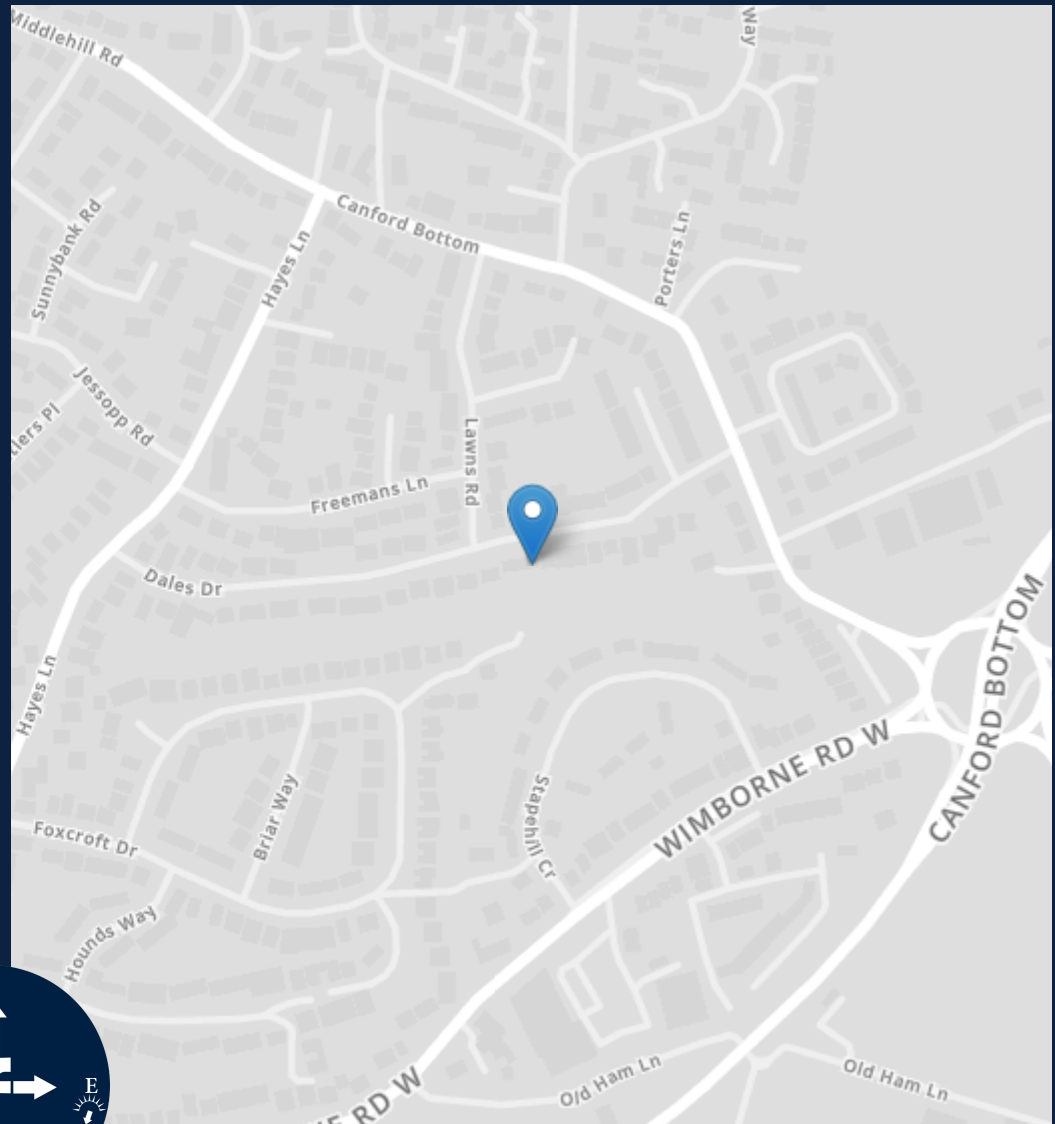 Middlehill Rd
Way
Sunnybank Rd
Hayes Ln
Canford Bottom
Porters Ln
Jessopp Rd
tlers Pl
Lawns Rd
Freemans Ln
Dales Dr
Hayes Ln
CANFORD BOTTOM
WIMBORNE RD W
Stapehill Cr
Briar Way
Foxcroft Dr
Hounds Way
Old Ham Ln
Old Ham Ln
E RD W
E